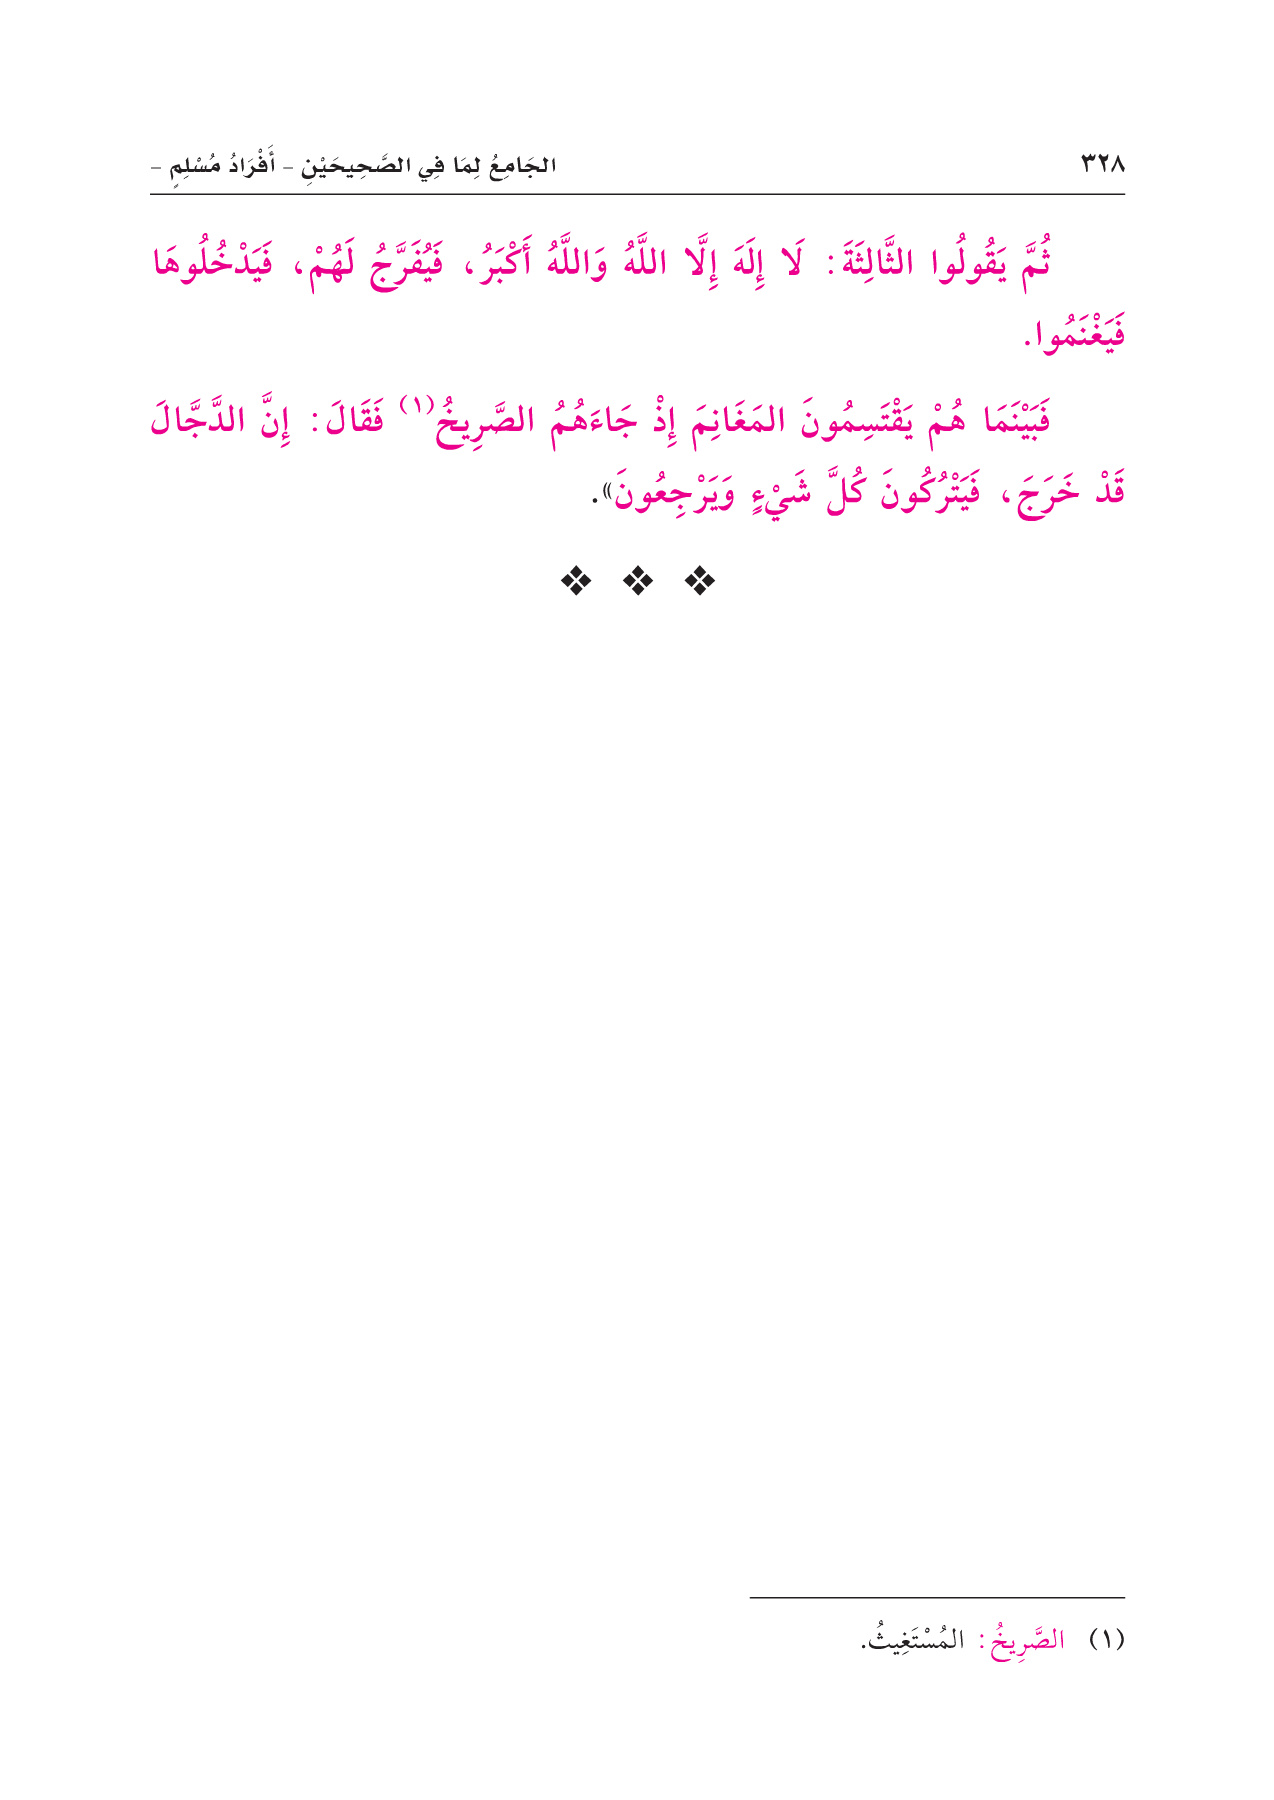 ٣٢٨ الجَامِعُ لِمَا فِي الصَّحِيحَيْنِ – أَفْرَادُ مُسْلِمٍ –
ثُمَّ يَقُولُوا الثَّالِثَةَ: لَا إِلَهَ إِلَّا اللَّهُ وَاللَّهُ أَكْبَرُ، فَيُفَرَّجُ لَهُمْ، فَيَدْخُلُوهَا
فَيَغْنَمُوا.
فَبَيْنَمَا هُمْ يَقْتَسِمُونَ المَغَانِمَ إِذْ جَاءَهُمُ الصَّرِيخُ(١) فَقَالَ: إِنَّ الدَّجَّالَ
قَدْ خَرَجَ، فَيَتْرُكُونَ كُلَّ شَيْءٍ وَيَرْجِعُونَ».
❖ ❖ ❖
(١) الصَّرِيخُ: المُسْتَغِيثُ.